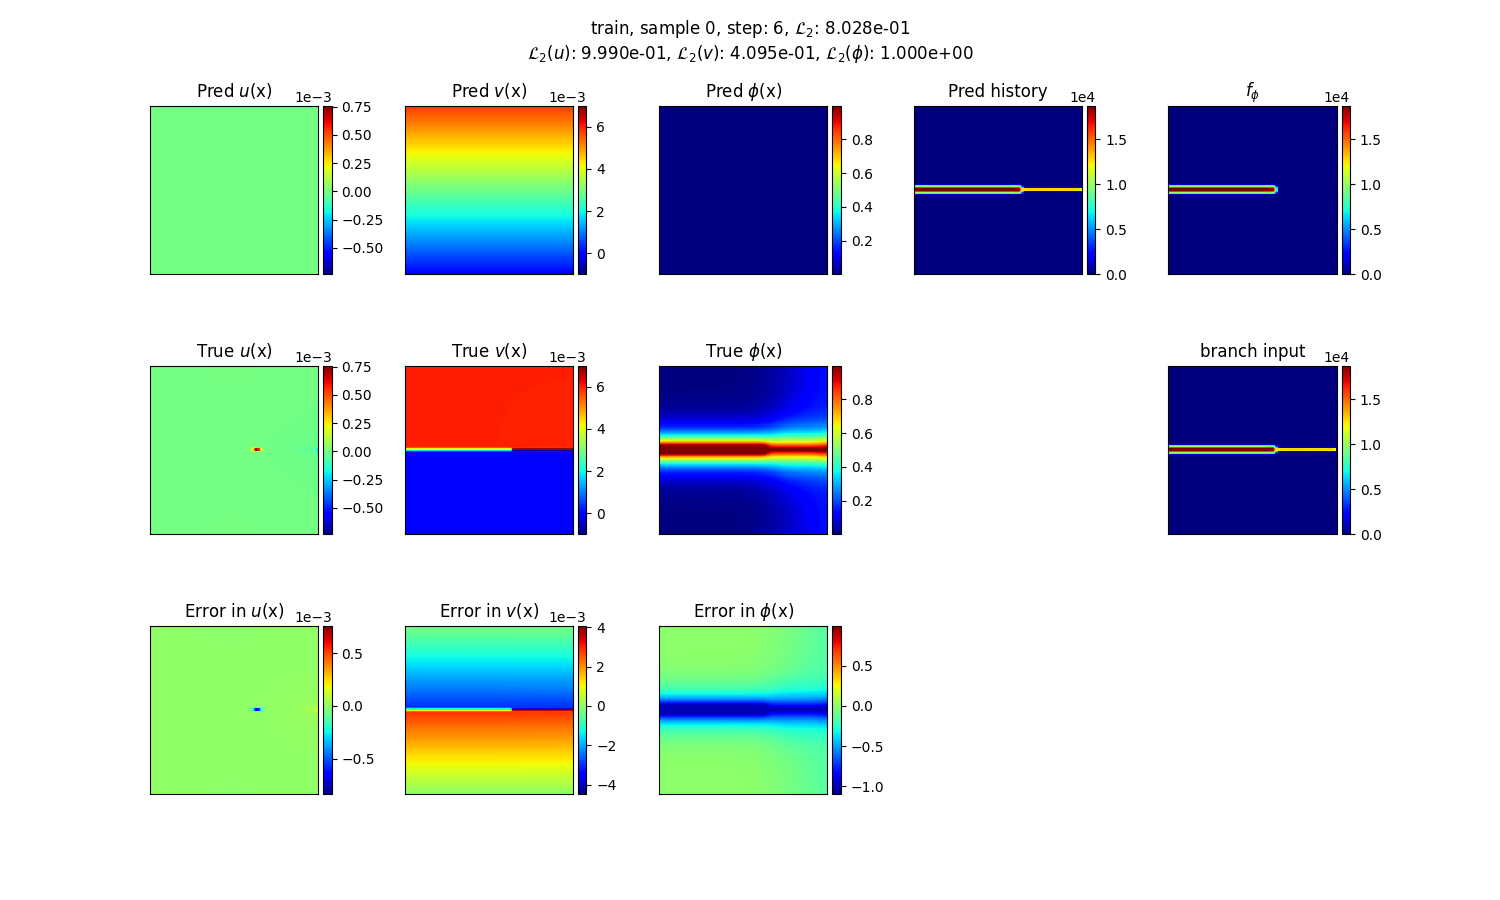 train, sample 0, step: 6, ℒ₂: 8.028e-01
ℒ₂(u): 9.990e-01, ℒ₂(v): 4.095e-01, ℒ₂(ϕ): 1.000e+00
Pred u(x)
1e−3
0.75
0.50
0.25
0.00
−0.25
−0.50
Pred v(x)
1e−3
6
4
2
0
Pred ϕ(x)
0.8
0.6
0.4
0.2
Pred history
1e4
1.5
1.0
0.5
0.0
f_ϕ
1e4
1.5
1.0
0.5
0.0
True u(x)
1e−3
0.75
0.50
0.25
0.00
−0.25
−0.50
True v(x)
1e−3
6
4
2
0
True ϕ(x)
0.8
0.6
0.4
0.2
branch input
1e4
1.5
1.0
0.5
0.0
Error in u(x)
1e−3
0.5
0.0
−0.5
Error in v(x)
1e−3
4
2
0
−2
−4
Error in ϕ(x)
0.5
0.0
−0.5
−1.0